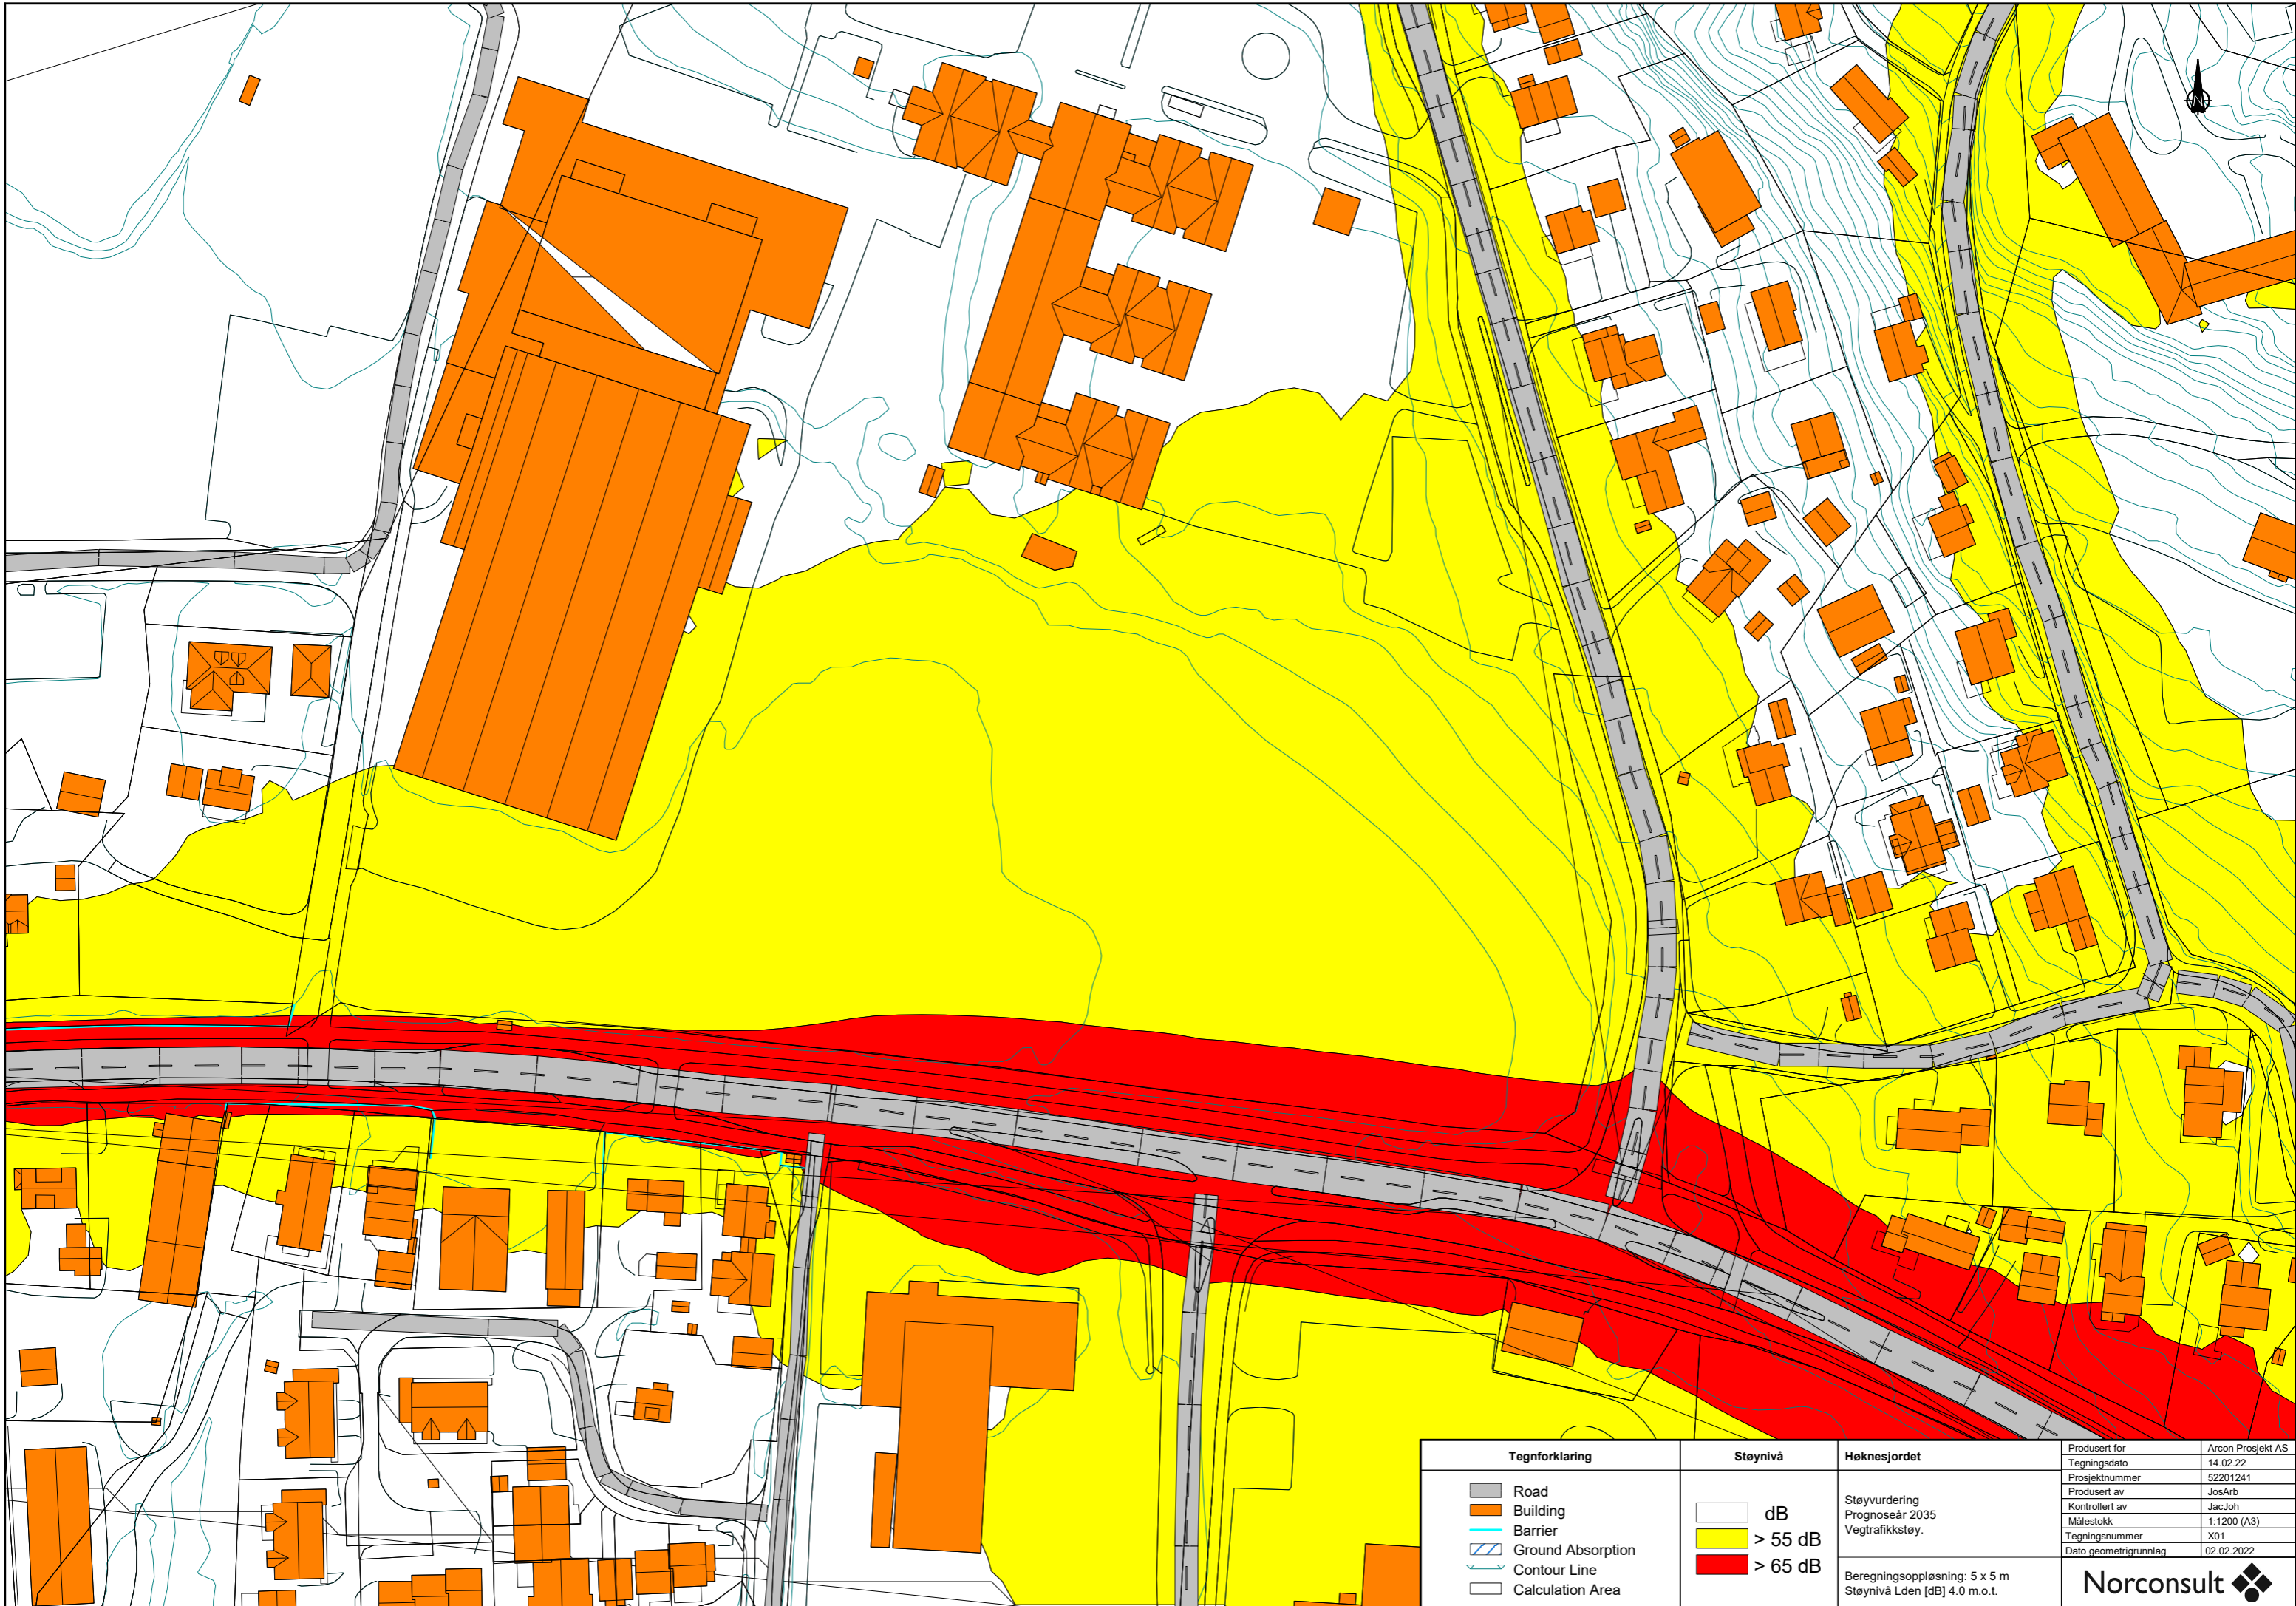 N
Tegnforklaring
Road
Building
Barrier
Ground Absorption
Contour Line
Calculation Area
Støynivå
dB
> 55 dB
> 65 dB
Høknesjordet
Støyvurdering
Prognoseår 2035
Vegtrafikkstøy.
Beregningsoppløsning: 5 x 5 m
Støynivå Lden [dB] 4.0 m.o.t.
Produsert for Arcon Prosjekt AS
Tegningsdato 14.02.22
Prosjektnummer 52201241
Produsert av JosArb
Kontrollert av JacJoh
Målestokk 1:1200 (A3)
Tegningsnummer X01
Dato geometrigrunnlag 02.02.2022
Norconsult